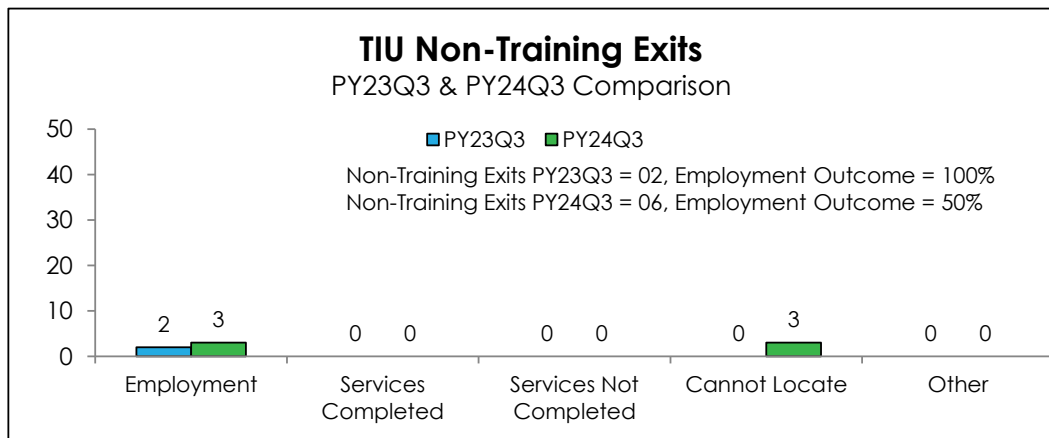 TIU Non-Training Exits
PY23Q3 & PY24Q3 Comparison
PY23Q3 PY24Q3
Non-Training Exits PY23Q3 = 02, Employment Outcome = 100%
Non-Training Exits PY24Q3 = 06, Employment Outcome = 50%
50
40
30
20
10
0
2 3 0 0 0 0 0 3 0 0
Employment Services Completed Services Not Completed Cannot Locate Other